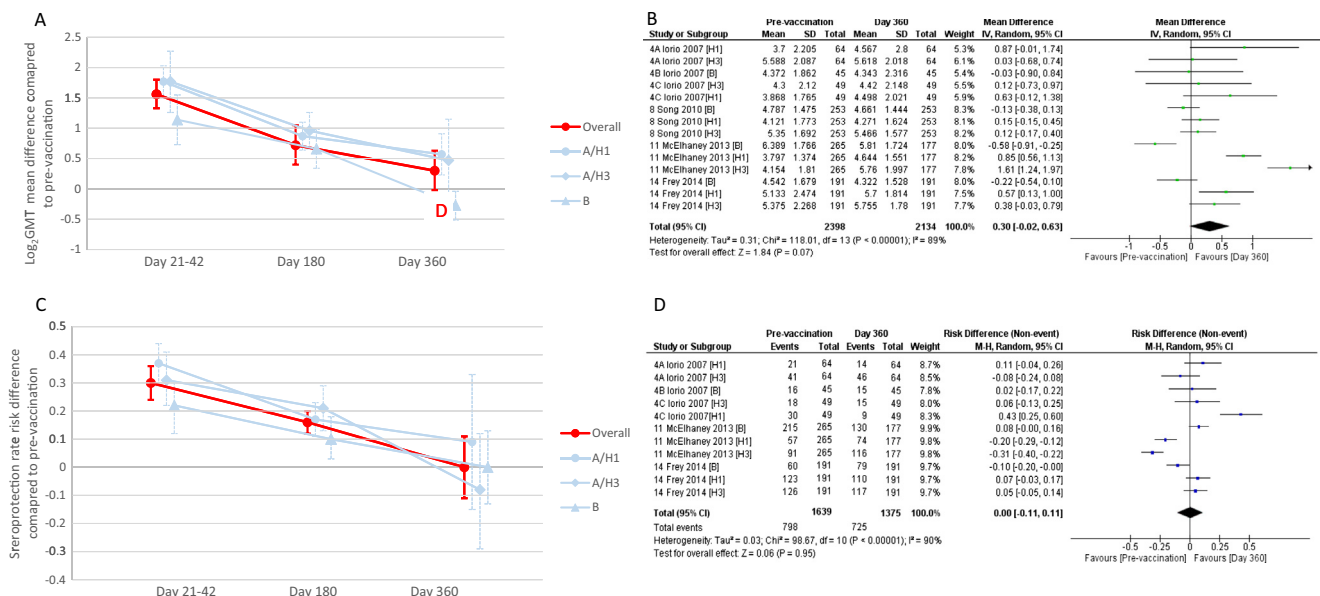 A
Log₂GMT mean difference comapred
to pre-vaccination
2.5
2
1.5
1
0.5
0
-0.5
-1
Day 21-42
Day 180
Day 360
D
Overall
A/H1
A/H3
B
B
Pre-vaccination Day 360 Mean Difference Mean Difference
Study or Subgroup Mean SD Total Mean SD Total Weight IV, Random, 95% CI IV, Random, 95% CI
4A Iorio 2007 [H1] 3.7 2.205 64 4.567 2.8 64 5.3% 0.87 [-0.01, 1.74]
4A Iorio 2007 [H3] 5.588 2.087 64 5.618 2.018 64 6.3% 0.03 [-0.68, 0.74]
4B Iorio 2007 [B] 4.372 1.862 45 4.343 2.316 45 5.3% -0.03 [-0.90, 0.84]
4C Iorio 2007 [H3] 4.3 2.12 49 4.42 2.148 49 5.4% 0.12 [-0.73, 0.97]
4C Iorio 2007[H1] 3.868 1.765 49 4.498 2.021 49 5.9% 0.63 [-0.12, 1.38]
8 Song 2010 [B] 4.787 1.475 253 4.661 1.444 253 8.3% -0.13 [-0.38, 0.13]
8 Song 2010 [H1] 4.121 1.773 253 4.271 1.624 253 8.2% 0.15 [-0.15, 0.45]
8 Song 2010 [H3] 5.35 1.692 253 5.466 1.577 253 8.2% 0.12 [-0.17, 0.40]
11 McElhaney 2013 [B] 6.389 1.766 265 5.81 1.724 177 8.1% -0.58 [-0.91, -0.25]
11 McElhaney 2013 [H1] 3.797 1.374 265 4.644 1.551 177 8.2% 0.85 [0.56, 1.13]
11 McElhaney 2013 [H3] 4.154 1.81 265 5.76 1.997 177 7.9% 1.61 [1.24, 1.97]
14 Frey 2014 [B] 4.542 1.679 191 4.322 1.528 191 8.1% -0.22 [-0.54, 0.10]
14 Frey 2014 [H1] 5.133 2.474 191 5.7 1.814 191 7.6% 0.57 [0.13, 1.00]
14 Frey 2014 [H3] 5.375 2.268 191 5.755 1.78 191 7.7% 0.38 [-0.03, 0.79]
Total (95% CI) 2398 2134 100.0% 0.30 [-0.02, 0.63]
Heterogeneity: Tau² = 0.31; Chi² = 118.01, df = 13 (P < 0.00001); I² = 89%
Test for overall effect: Z = 1.84 (P = 0.07)
-1 0 1
Favours [Pre-vaccination] Favours [Day 360]
C
Sreroprotection rate risk difference
comapred to pre-vaccination
0.5
0.4
0.3
0.2
0.1
0
-0.1
-0.2
-0.3
-0.4
Day 21-42
Day 180
Day 360
Overall
A/H1
A/H3
B
D
Pre-vaccination Day 360 Risk Difference (Non-event) Risk Difference (Non-event)
Study or Subgroup Events Total Events Total Weight M-H, Random, 95% CI M-H, Random, 95% CI
4A Iorio 2007 [H1] 21 64 14 64 8.7% 0.11 [-0.04, 0.26]
4A Iorio 2007 [H3] 41 64 46 64 8.5% -0.08 [-0.24, 0.08]
4B Iorio 2007 [B] 16 45 15 45 7.8% 0.02 [-0.17, 0.22]
4C Iorio 2007 [H3] 18 49 15 49 8.0% 0.06 [-0.13, 0.25]
4C Iorio 2007[H1] 30 49 9 49 8.2% 0.43 [0.25, 0.60]
11 McElhaney 2013 [B] 215 265 130 177 10.0% 0.08 [-0.00, 0.16]
11 McElhaney 2013 [H1] 57 265 74 177 9.9% -0.20 [-0.29, -0.12]
11 McElhaney 2013 [H3] 91 265 116 177 9.8% -0.31 [-0.40, -0.22]
14 Frey 2014 [B] 60 191 79 191 9.7% -0.10 [-0.20, -0.00]
14 Frey 2014 [H1] 123 191 110 191 9.7% 0.07 [-0.03, 0.17]
14 Frey 2014 [H3] 126 191 117 191 9.7% 0.05 [-0.05, 0.14]
Total (95% CI) 1639 1375 100.0% 0.00 [-0.11, 0.11]
Total events 798 725
Heterogeneity: Tau² = 0.03; Chi² = 98.67, df = 10 (P < 0.00001); I² = 90%
Test for overall effect: Z = 0.06 (P = 0.95)
-0.5 -0.25 0 0.25 0.5
Favours [Pre-vaccination] Favours [Day 360]